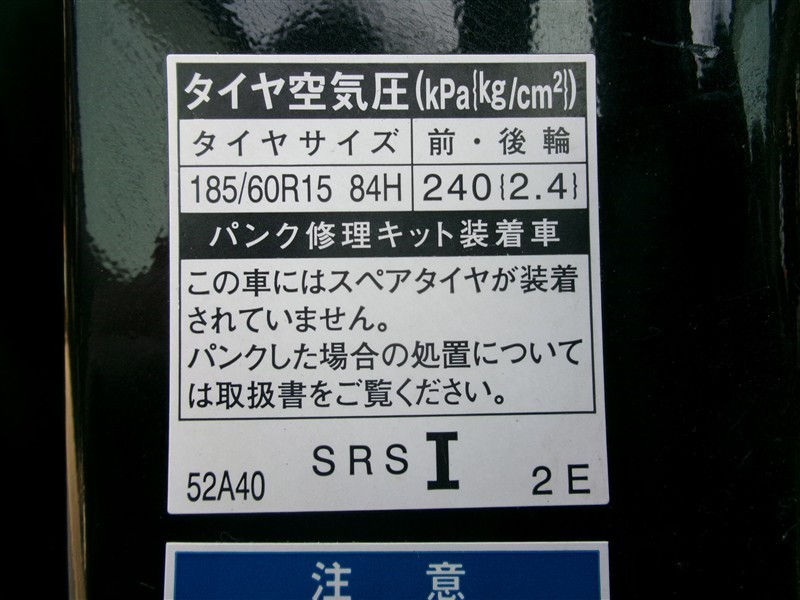 タイヤ空気圧(kPa{kg/cm²})
タイヤサイズ 前・後輪
185/60R15 84H 240{2.4}
パンク修理キット装着車
この車にはスペアタイヤが装着
されていません。
パンクした場合の処置について
は取扱書をご覧ください。
SRS I
52A40 2E
注意